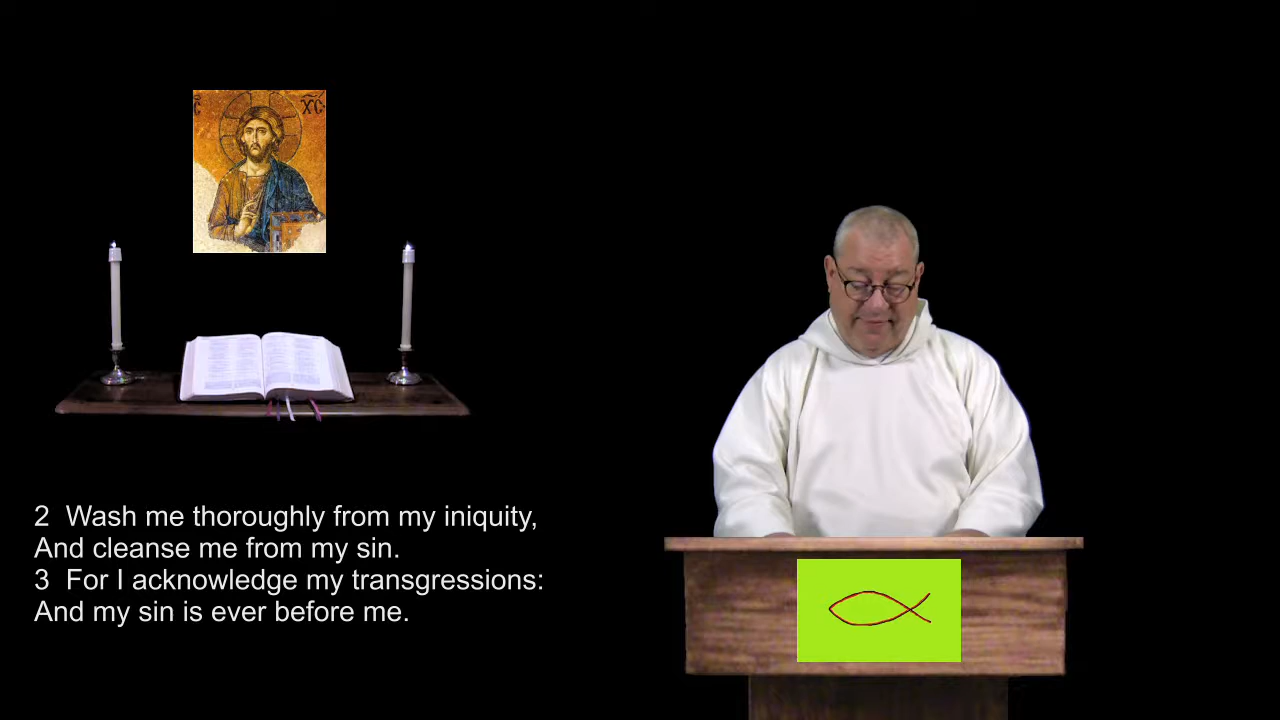 ΧC
2 Wash me thoroughly from my iniquity,
And cleanse me from my sin.
3 For I acknowledge my transgressions:
And my sin is ever before me.